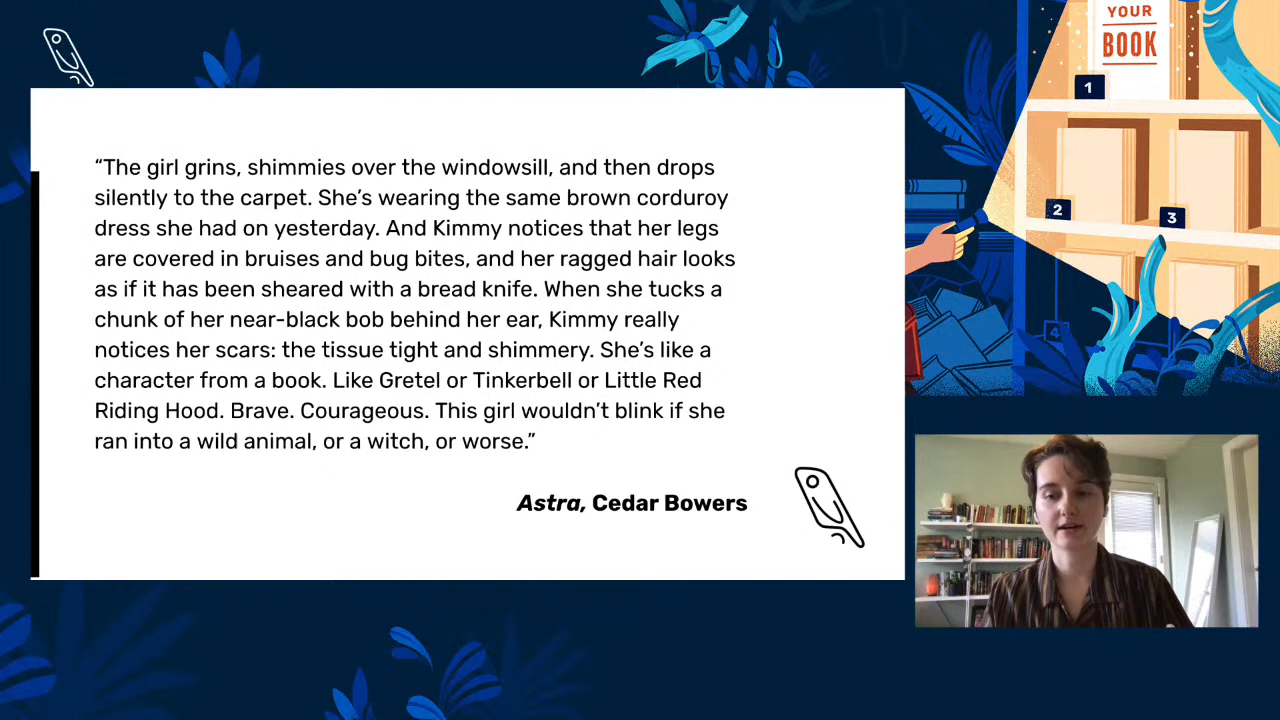 “The girl grins, shimmies over the windowsill, and then drops
silently to the carpet. She’s wearing the same brown corduroy
dress she had on yesterday. And Kimmy notices that her legs
are covered in bruises and bug bites, and her ragged hair looks
as if it has been sheared with a bread knife. When she tucks a
chunk of her near-black bob behind her ear, Kimmy really
notices her scars: the tissue tight and shimmery. She’s like a
character from a book. Like Gretel or Tinkerbell or Little Red
Riding Hood. Brave. Courageous. This girl wouldn’t blink if she
ran into a wild animal, or a witch, or worse.”
Astra, Cedar Bowers
YOUR
BOOK
1
2
3
4